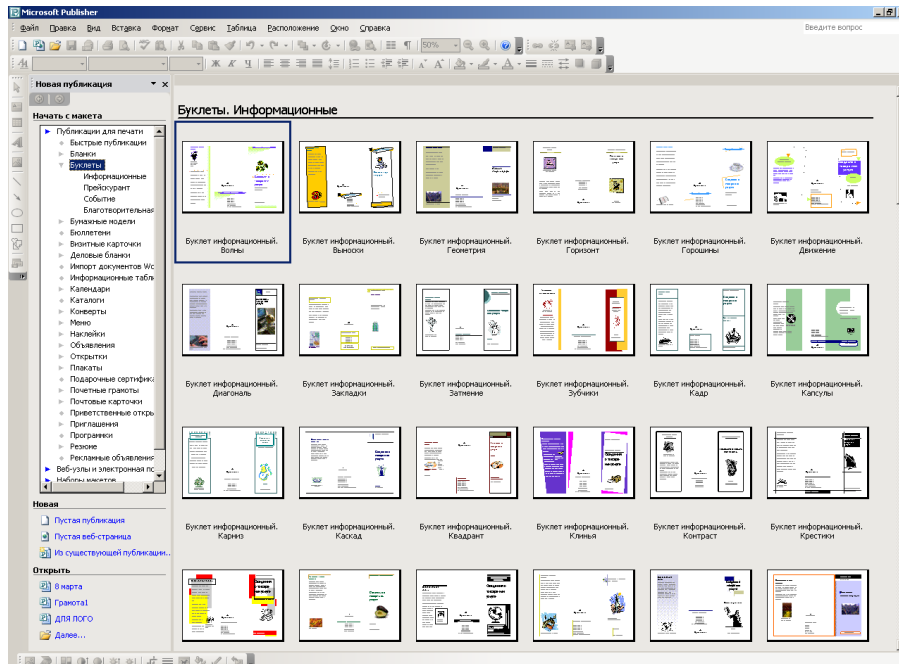 Microsoft Publisher
Файл Правка Вид Вставка Формат Сервис Таблица Расположение Окно Справка
Введите вопрос
50%
Ж К Ч
Новая публикация
Начать с макета
Публикации для печати
Быстрые публикации
Бланки
Буклеты
Информационные
Прейскурант
Событие
Благотворительная
Бумажные модели
Бюллетени
Визитные карточки
Деловые бланки
Импорт документов Wo
Информационные табли
Календари
Каталоги
Конверты
Меню
Наклейки
Объявления
Открытки
Плакаты
Подарочные сертифика
Почетные грамоты
Почтовые карточки
Приветственные откры
Приглашения
Программки
Резюме
Рекламные объявления
Веб-узлы и электронная по
Наборы макетов
Новая
Пустая публикация
Пустая веб-страница
Из существующей публикации...
Открыть
8 марта
Грамота1
ДЛЯ ЛОГО
Далее...
Буклеты. Информационные
Буклет информационный. Волны
Буклет информационный. Выноски
Буклет информационный. Геометрия
Буклет информационный. Горизонт
Буклет информационный. Горошины
Буклет информационный. Движение
Буклет информационный. Диагональ
Буклет информационный. Закладки
Буклет информационный. Затмение
Буклет информационный. Зубчики
Буклет информационный. Кадр
Буклет информационный. Капсулы
Буклет информационный. Карниз
Буклет информационный. Каскад
Буклет информационный. Квадрант
Буклет информационный. Клинья
Буклет информационный. Контраст
Буклет информационный. Крестики